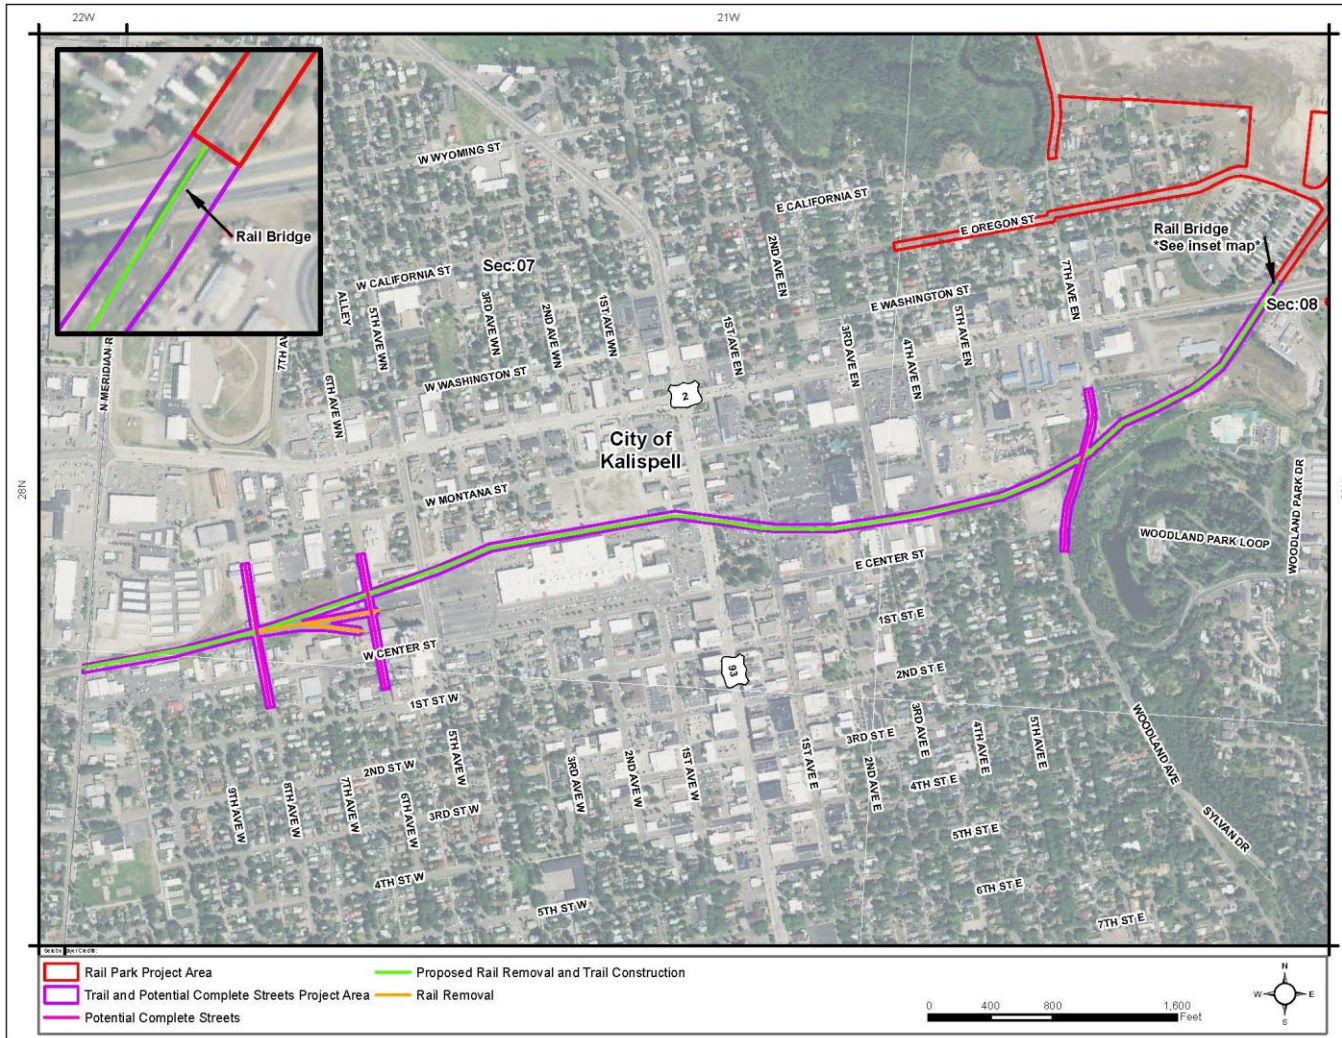 22W
21W
28N
Rail Bridge
W WYOMING ST
E CALIFORNIA ST
E OREGON ST
Rail Bridge
*See inset map*
2ND AVE EN
7TH AVE EN
W CALIFORNIA ST
Sec:07
E WASHINGTON ST
Sec:08
ALLEY
5TH AVE WN
3RD AVE WN
2ND AVE WN
1ST AVE WN
1ST AVE EN
3RD AVE EN
4TH AVE EN
5TH AVE EN
N MERIDIAN R
7TH AV
6TH AVE WN
W WASHINGTON ST
2
City of
Kalispell
W MONTANA ST
WOODLAND PARK DR
WOODLAND PARK LOOP
E CENTER ST
1ST ST E
W CENTER ST
93
2ND ST E
1ST ST W
3RD ST E
3RD AVE E
4TH AVE E
5TH AVE E
WOODLAND AVE
5TH AVE W
2ND ST W
3RD AVE W
2ND AVE W
1ST AVE W
1ST AVE E
2ND AVE E
4TH ST E
9TH AVE W
8TH AVE W
7TH AVE W
6TH AVE W
3RD ST W
5TH ST E
SYLVAN DR
4TH ST W
6TH ST E
5TH ST W
7TH ST E
Rail Park Project Area
Trail and Potential Complete Streets Project Area
Potential Complete Streets
Proposed Rail Removal and Trail Construction
Rail Removal
0 400 800 1,600
Feet
N
W E
S